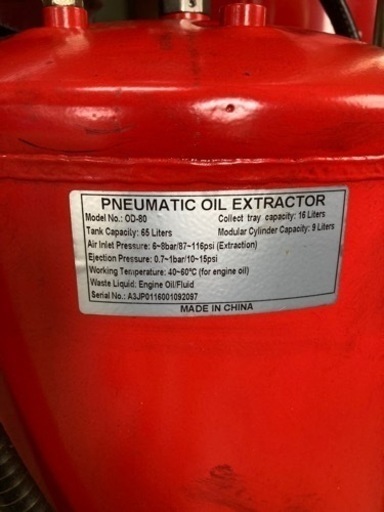 PNEUMATIC OIL EXTRACTOR
Model No.: OD-80 Collect tray capacity: 16 Liters
Tank Capacity: 65 Liters Modular Cylinder Capacity: 9 Liters
Air Inlet Pressure: 6~8bar/87~116psi (Extraction)
Ejection Pressure: 0.7~1bar/10~15psi
Working Temperature: 40~60°C (for engine oil)
Waste Liquid: Engine Oil/Fluid
Serial No.: A3JP0116001092097
MADE IN CHINA